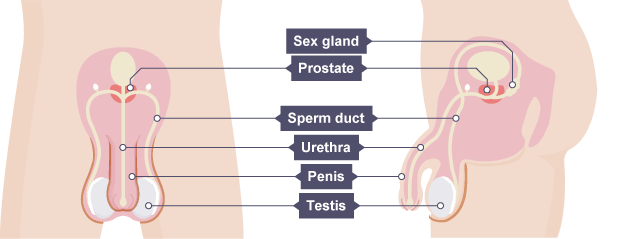 Sex gland
Prostate
Sperm duct
Urethra
Penis
Testis